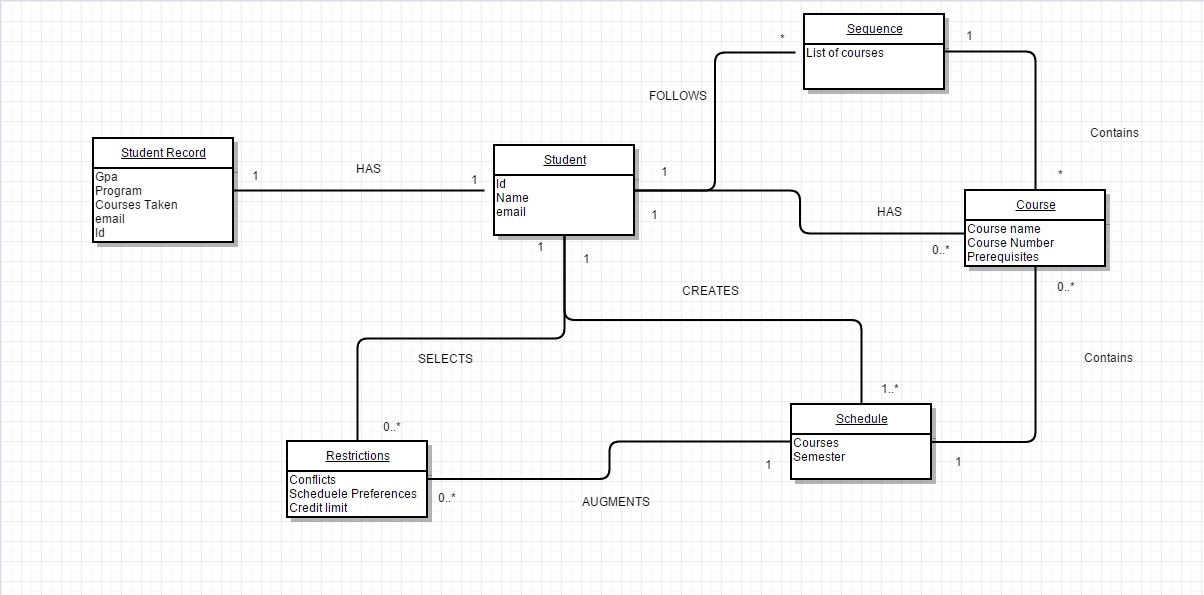 Sequence
List of courses
*
1
FOLLOWS
Contains
*
Student Record
Gpa
Program
Courses Taken
email
Id
1
HAS
1
Student
Id
Name
email
1
1
HAS
0..*
Course
Course name
Course Number
Prerequisites
0..*
1
1
CREATES
SELECTS
Contains
0..*
1..*
Restrictions
Conflicts
Scheduele Preferences
Credit limit
0..*
AUGMENTS
1
Schedule
Courses
Semester
1